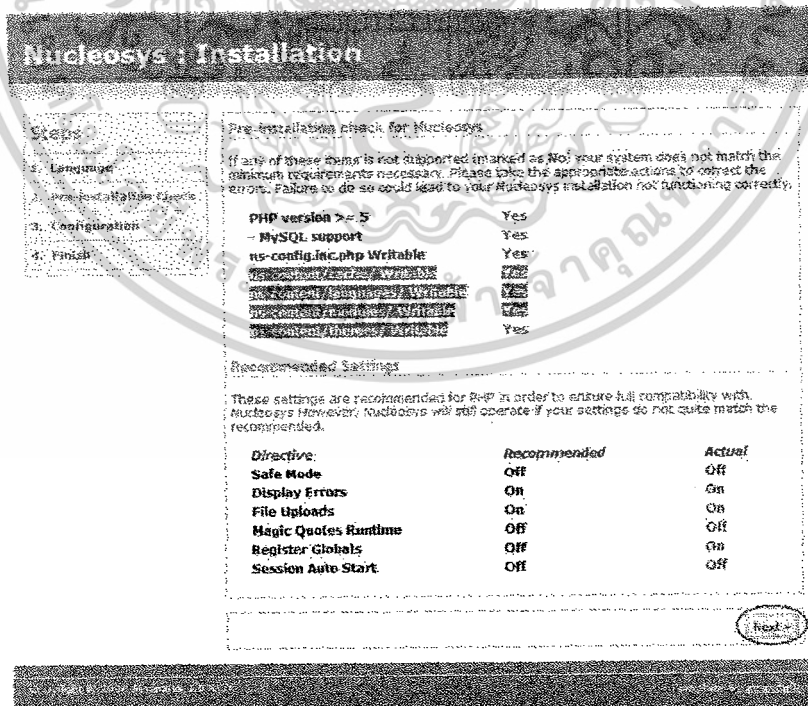 Nucleosys : Installation
Steps
1. Language
2. Pre-installation Check
3. Configuration
4. Finish
Pre-installation check for Nucleosys
If any of these items is not supported (marked as No) your system does not match the
minimum requirements necessary. Please take the appropriate actions to correct the
errors. Failure to do so could lead to your Nucleosys installation not functioning correctly.
PHP version >= 5 Yes
- MySQL support Yes
ns-config.inc.php Writable Yes
Yes
Recommended Settings
These settings are recommended for PHP in order to ensure full compatibility with.
Nucleosys However, Nucleosys will still operate if your settings do not quite match the
recommended.
Directive Recommended Actual
Safe Mode Off Off
Display Errors On On
File Uploads On On
Magic Quotes Runtime Off Off
Register Globals Off On
Session Auto Start Off Off
Next »